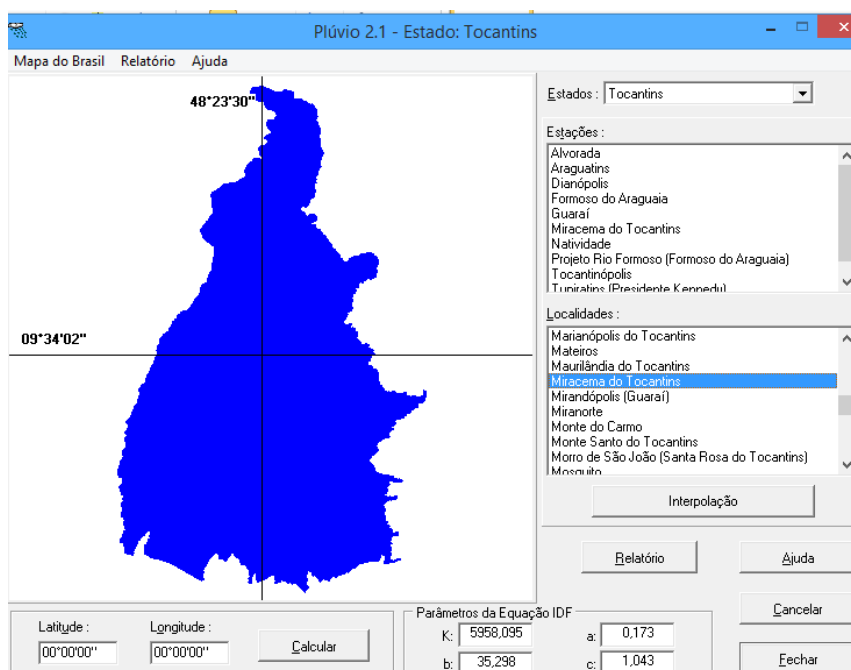 Plúvio 2.1 - Estado: Tocantins
Mapa do Brasil Relatório Ajuda
48°23'30"
09°34'02"
Estados : Tocantins
Estações :
Alvorada
Araguatins
Dianópolis
Formoso do Araguaia
Guaraí
Miracema do Tocantins
Natividade
Projeto Rio Formoso (Formoso do Araguaia)
Tocantinópolis
Tupiratins (Presidente Kennedy)
Localidades :
Marianópolis do Tocantins
Mateiros
Maurilândia do Tocantins
Miracema do Tocantins
Mirandópolis (Guaraí)
Miranorte
Monte do Carmo
Monte Santo do Tocantins
Morro de São João (Santa Rosa do Tocantins)
Mosquito
Interpolação
Relatório Ajuda
Cancelar
Fechar
Latitude : Longitude :
00°00'00" 00°00'00" Calcular
Parâmetros da Equação IDF
K: 5958,095 a: 0,173
b: 35,298 c: 1,043